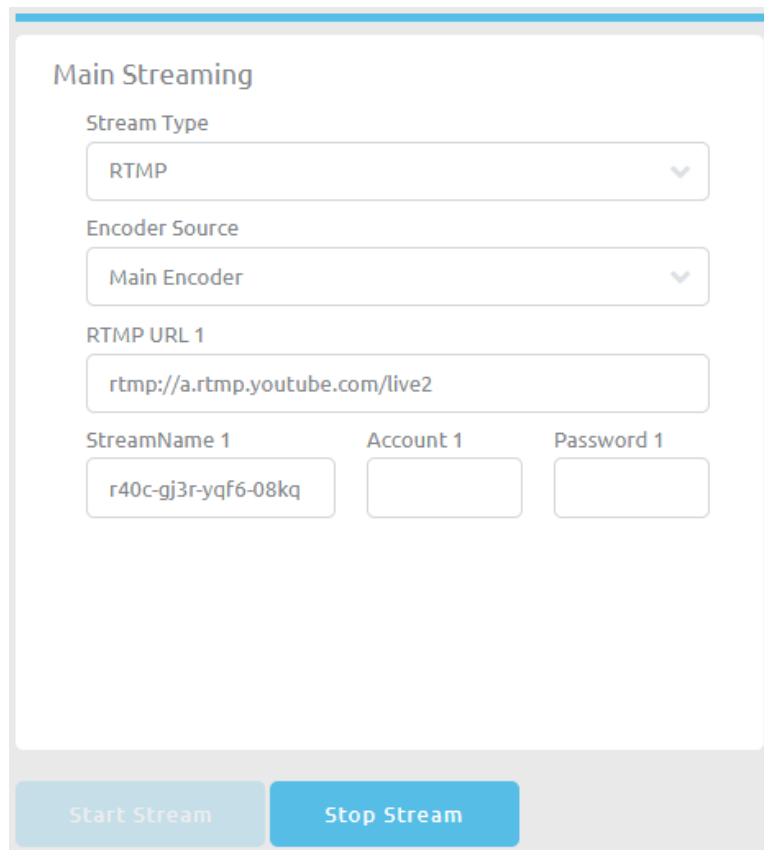 Main Streaming
Stream Type
RTMP
Encoder Source
Main Encoder
RTMP URL 1
rtmp://a.rtmp.youtube.com/live2
StreamName 1 Account 1 Password 1
r40c-gj3r-yqf6-08kq
Start Stream Stop Stream